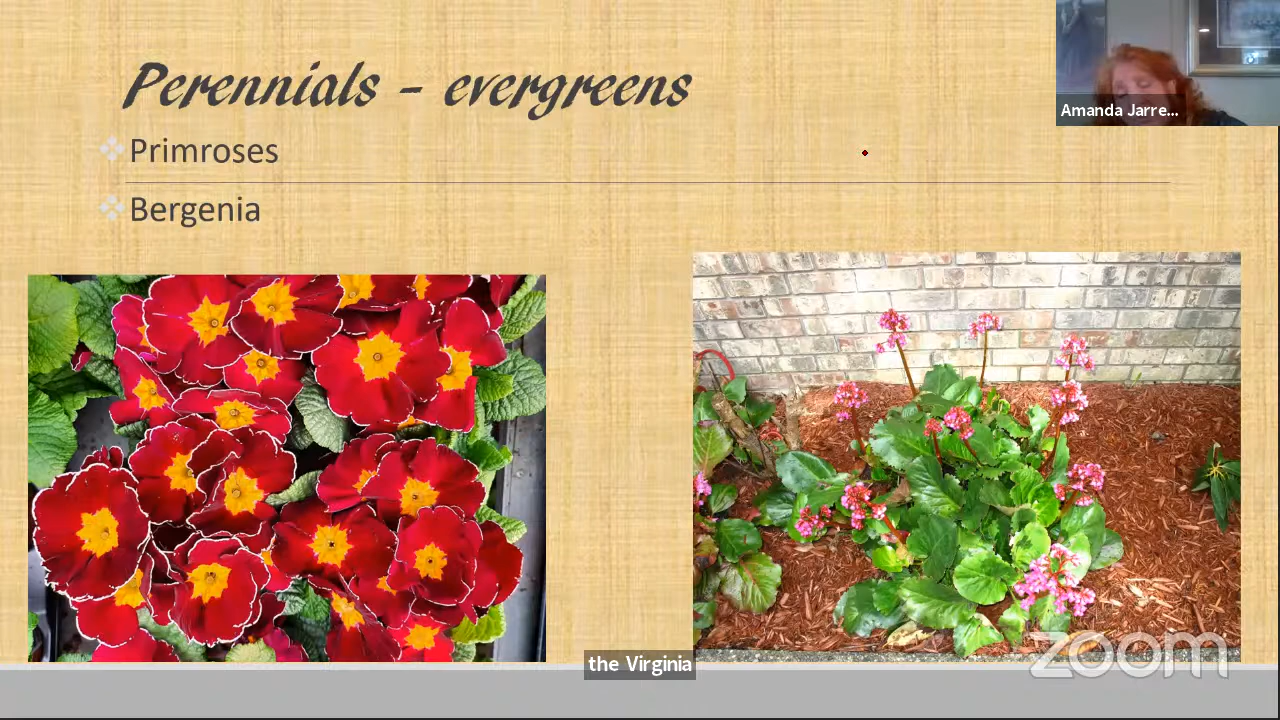 Perennials - evergreens
Amanda Jarre...
Primroses
Bergenia
the Virginia
zoom